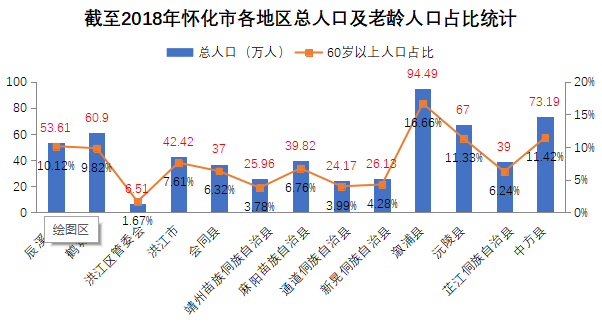 截至2018年怀化市各地区总人口及老龄人口占比统计
总人口（万人） 60岁以上人口占比
100 80 60 40 20 0
53.61 60.9 6.51 42.42 37 25.96 39.82 24.17 26.13 94.49 67 39 73.19
10.12% 9.82% 1.67% 7.61% 6.32% 3.78% 6.76% 3.99% 4.28% 16.66% 11.33% 6.24% 11.42%
20% 15% 10% 5% 0%
绘图区
辰溪
鹤
洪江区管委会
洪江市
会同县
靖州苗族侗族自治县
麻阳苗族自治县
通道侗族自治县
新晃侗族自治县
溆浦县
沅陵县
芷江侗族自治县
中方县